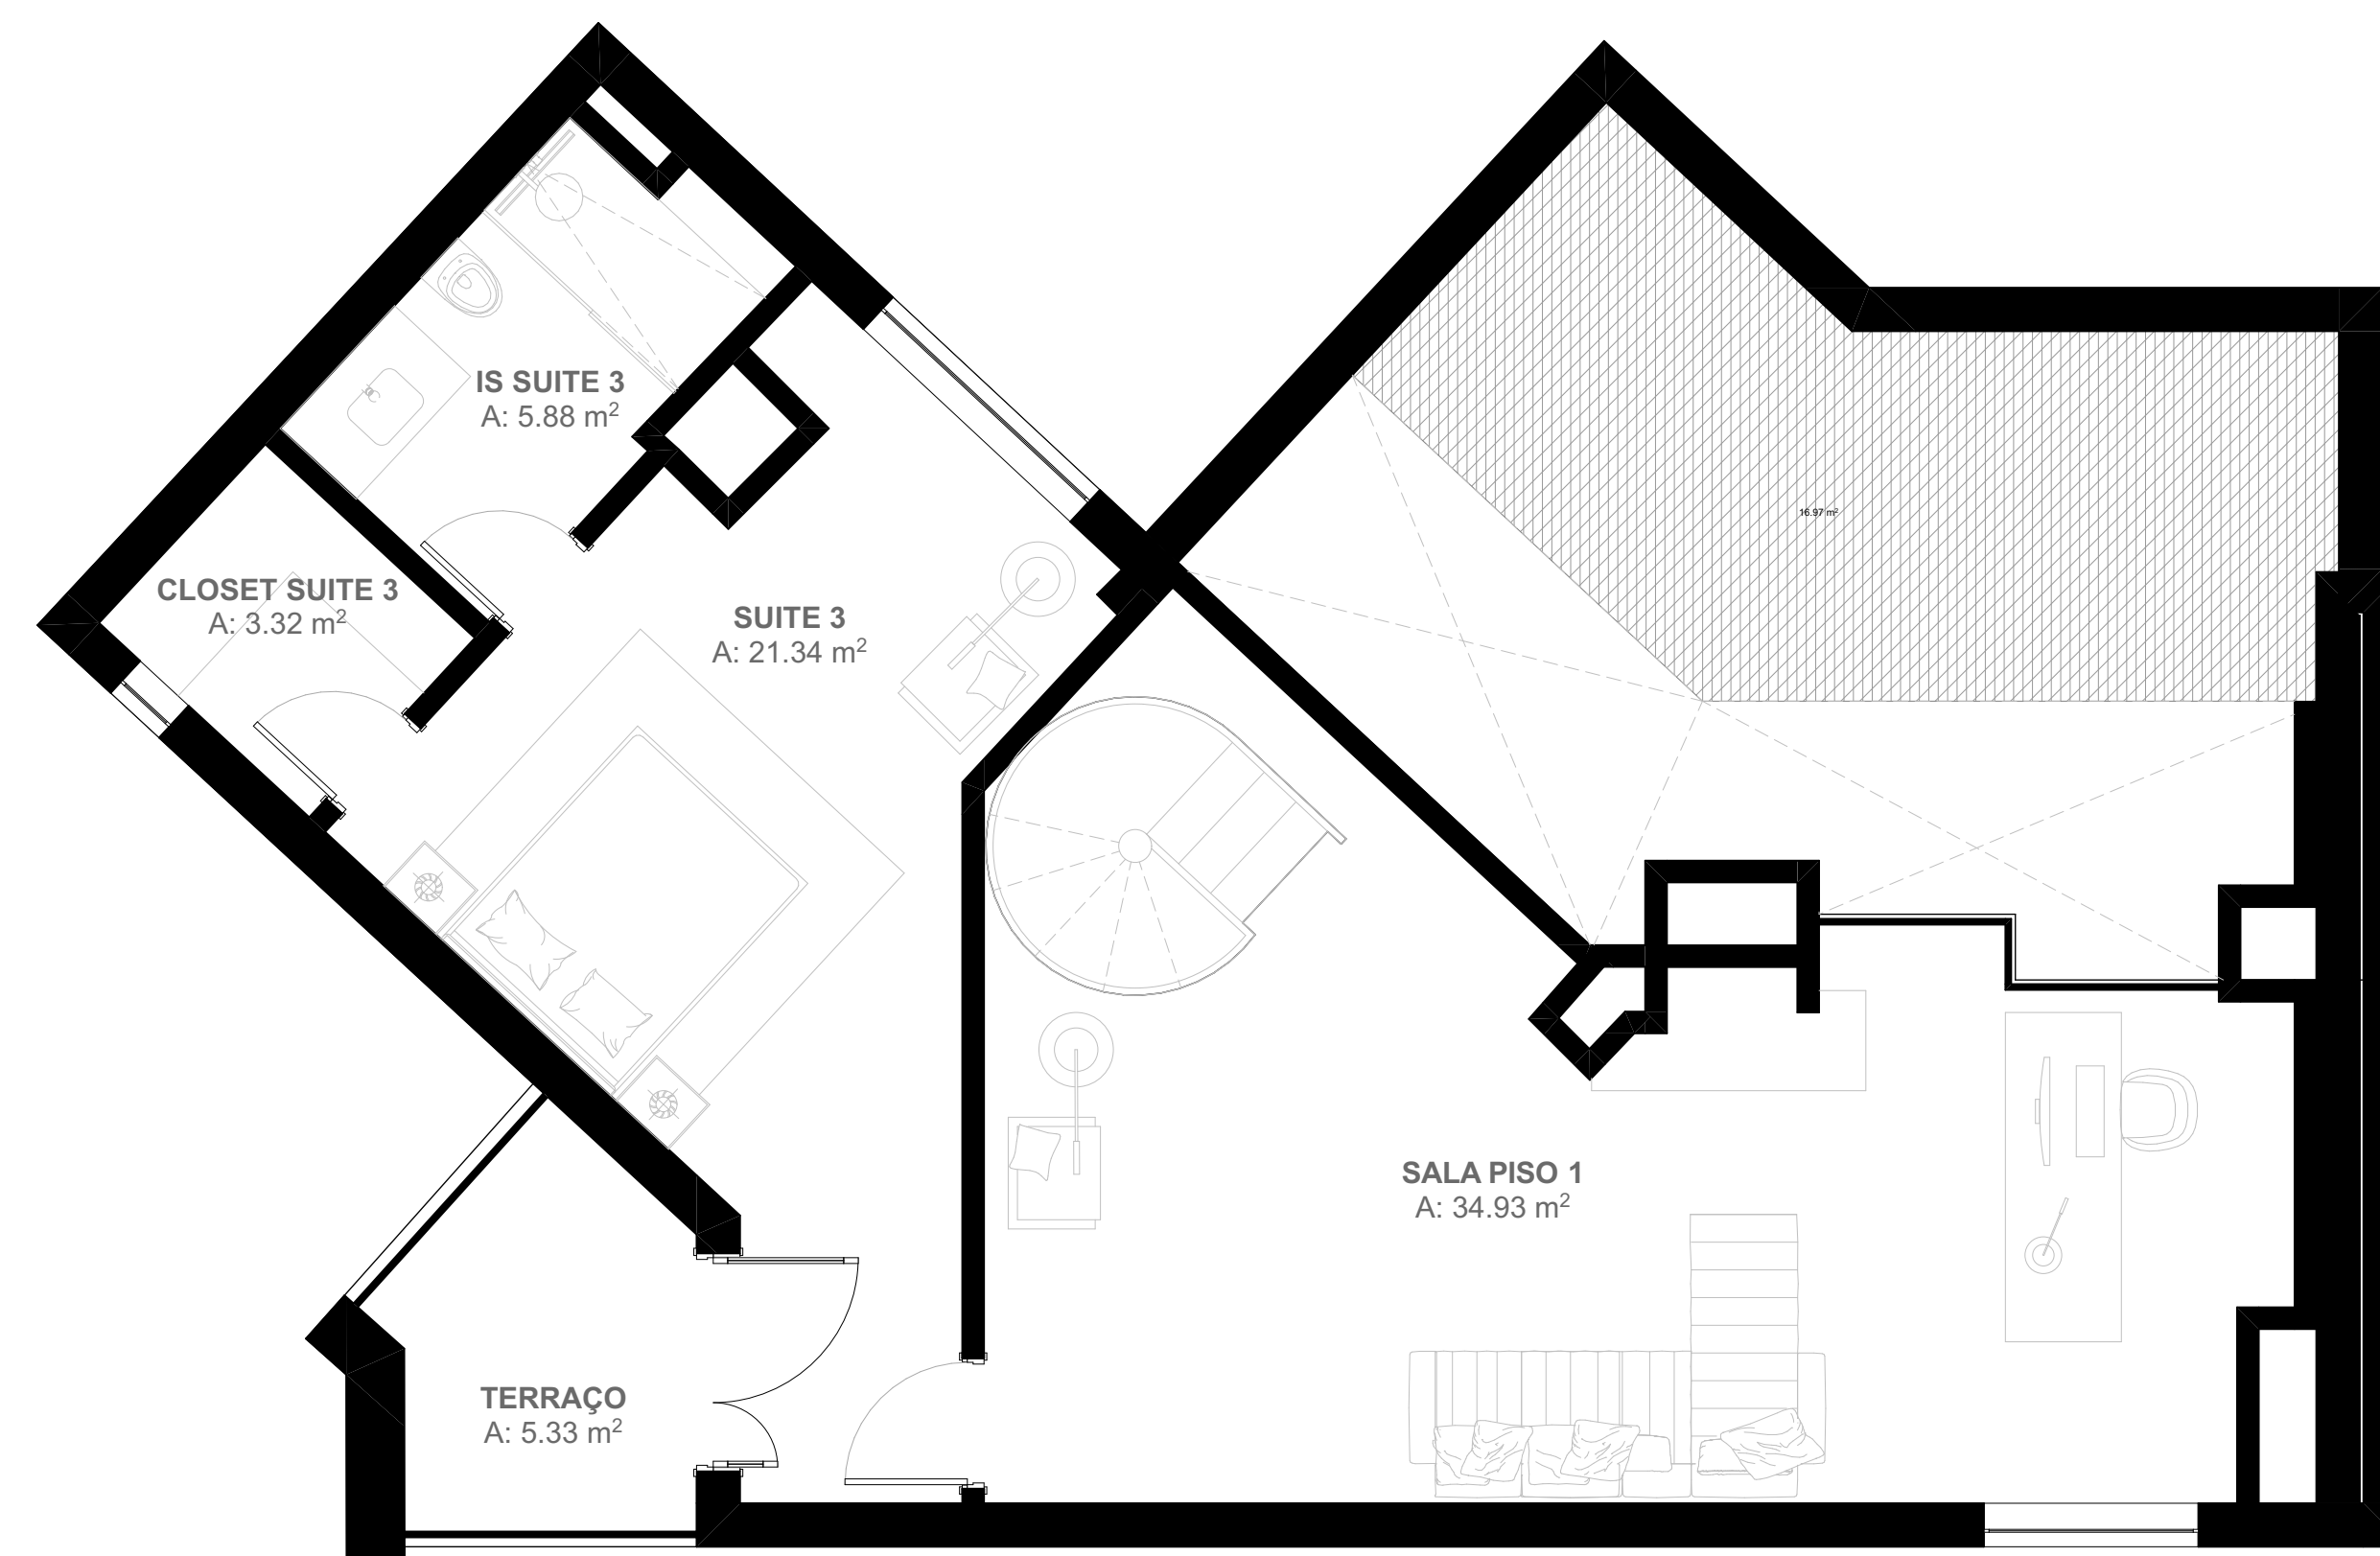 IS SUITE 3
A: 5.88 m²
16.97 m²
CLOSET SUITE 3
A: 3.32 m²
SUITE 3
A: 21.34 m²
SALA PISO 1
A: 34.93 m²
TERRAÇO
A: 5.33 m²